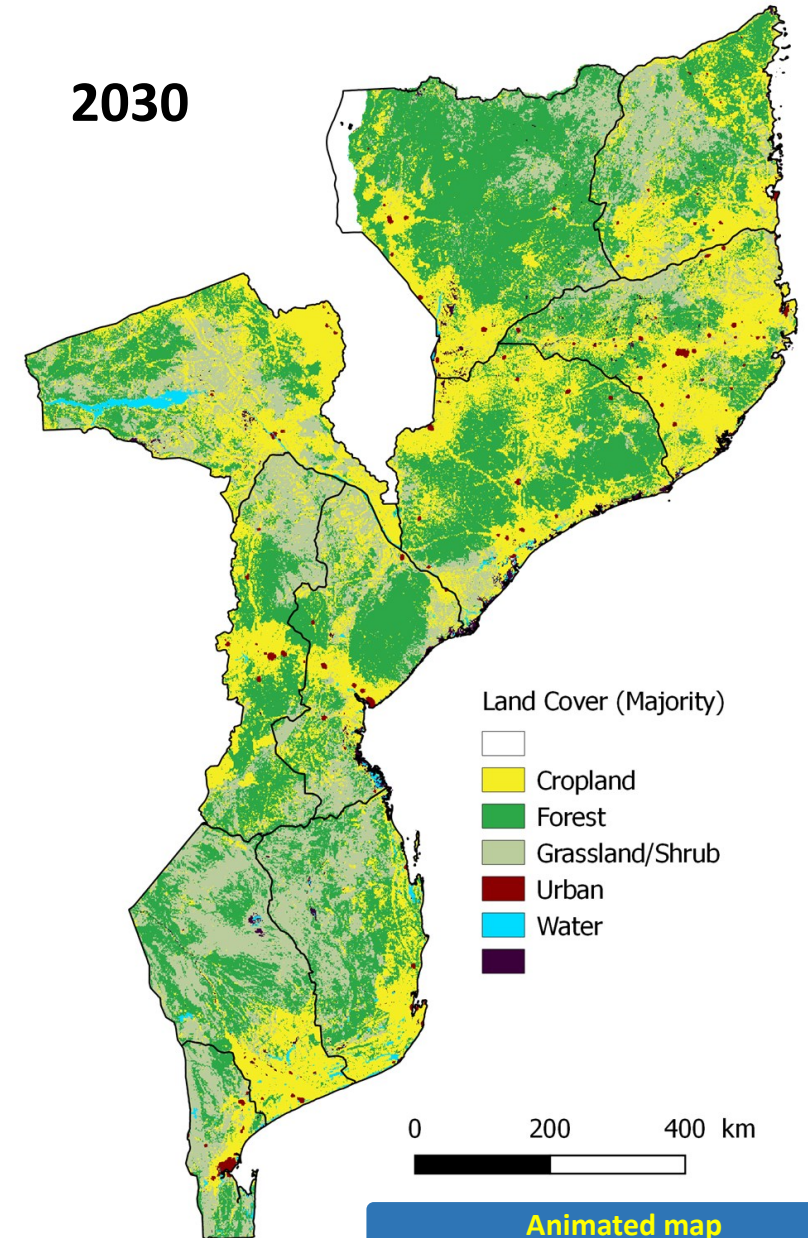 2030
Land Cover (Majority)
Cropland
Forest
Grassland/Shrub
Urban
Water
0 200 400 km
Animated map